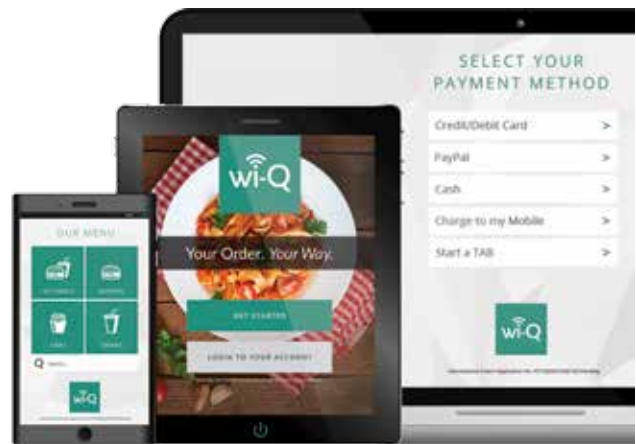 SELECT YOUR
PAYMENT METHOD
Credit/Debit Card >
PayPal >
Cash >
Charge to my Mobile >
Start a TAB >
wi-Q
wi-Q
Your Order. Your Way.
GET STARTED
LOGIN TO YOUR ACCOUNT
OUR MENU
wi-Q